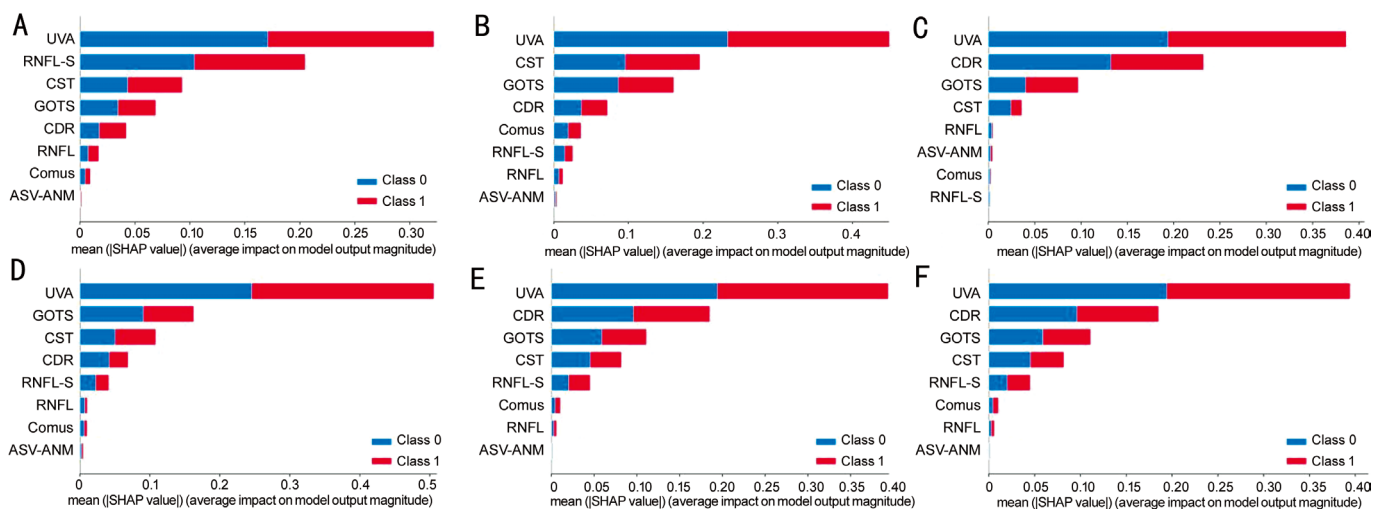 A
UVA
RNFL-S
CST
GOTS
CDR
RNFL
Comus
ASV-ANM
Class 0
Class 1
0 0.05 0.10 0.15 0.20 0.25 0.30
mean (|SHAP value|) (average impact on model output magnitude)
B
UVA
CST
GOTS
CDR
Comus
RNFL-S
RNFL
ASV-ANM
Class 0
Class 1
0 0.1 0.2 0.3 0.4
mean (|SHAP value|) (average impact on model output magnitude)
C
UVA
CDR
GOTS
CST
RNFL
ASV-ANM
Comus
RNFL-S
Class 0
Class 1
0 0.05 0.10 0.15 0.20 0.25 0.30 0.35 0.40
mean (|SHAP value|) (average impact on model output magnitude)
D
UVA
GOTS
CST
CDR
RNFL-S
RNFL
Comus
ASV-ANM
Class 0
Class 1
0 0.1 0.2 0.3 0.4 0.5
mean (|SHAP value|) (average impact on model output magnitude)
E
UVA
CDR
GOTS
CST
RNFL-S
Comus
RNFL
ASV-ANM
Class 0
Class 1
0 0.05 0.10 0.15 0.20 0.25 0.30 0.35 0.40
mean (|SHAP value|) (average impact on model output magnitude)
F
UVA
CDR
GOTS
CST
RNFL-S
Comus
RNFL
ASV-ANM
Class 0
Class 1
0 0.05 0.10 0.15 0.20 0.25 0.30 0.35 0.40
mean (|SHAP value|) (average impact on model output magnitude)